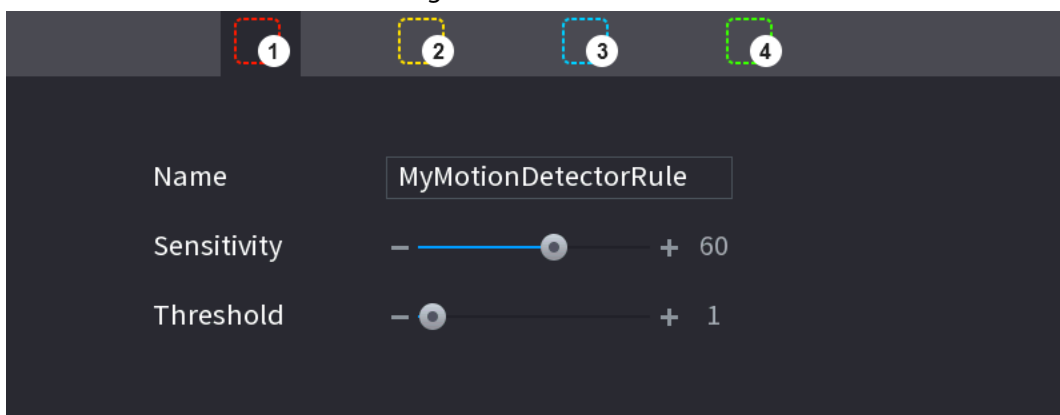 1 2 3 4
Name MyMotionDetectorRule
Sensitivity − + 60
Threshold − + 1